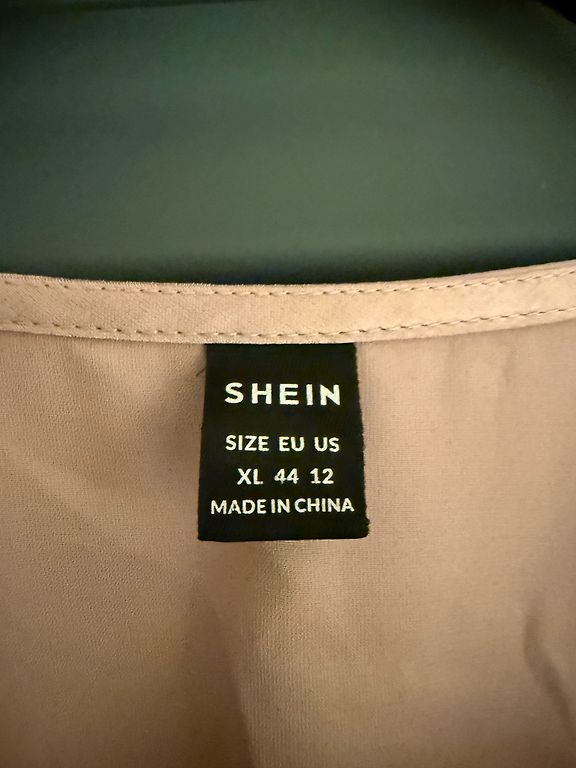 SHEIN
SIZE EU US
XL 44 12
MADE IN CHINA